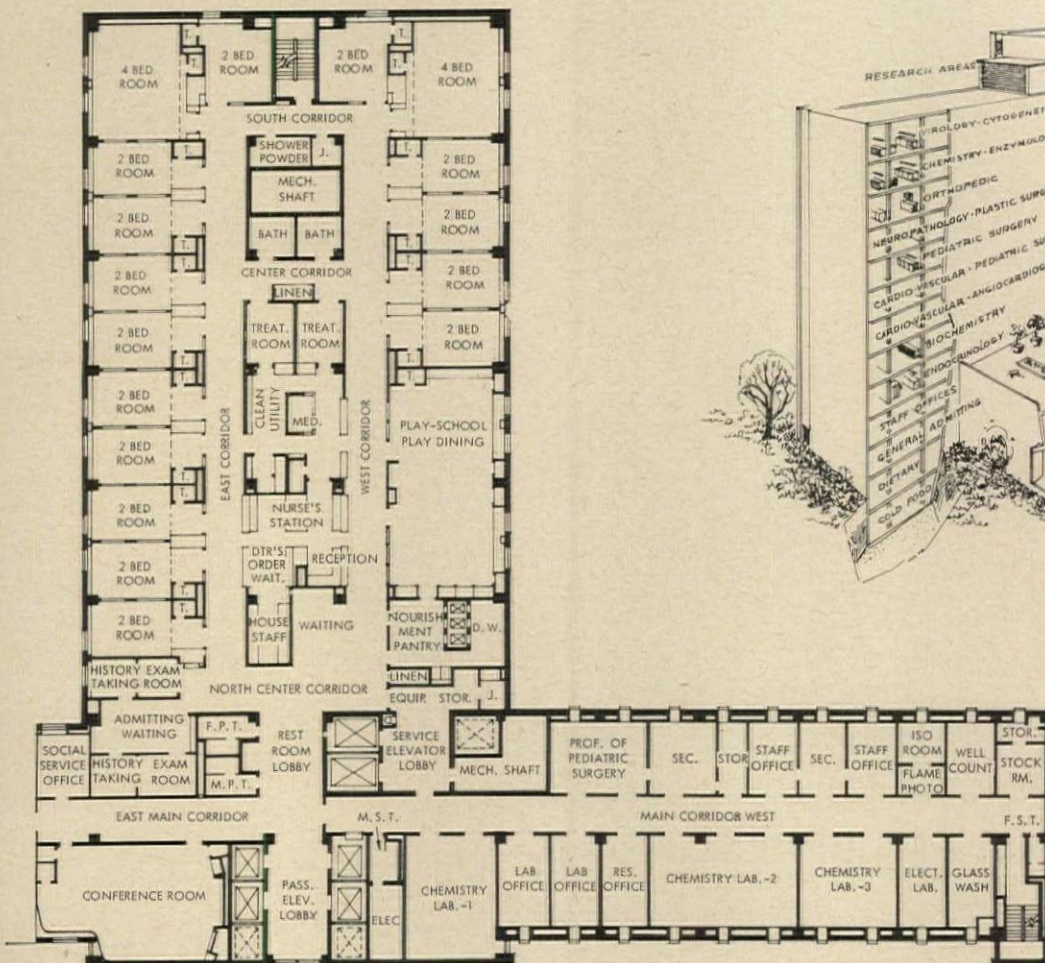 4 BED
ROOM
T.
T.
2 BED
ROOM
2 BED
ROOM
T.
T.
4 BED
ROOM
SOUTH CORRIDOR
2 BED
ROOM
T.
SHOWER
POWDER
J.
T.
2 BED
ROOM
MECH.
SHAFT
2 BED
ROOM
T.
BATH
BATH
T.
2 BED
ROOM
2 BED
ROOM
T.
CENTER CORRIDOR
T.
2 BED
ROOM
LINEN
2 BED
ROOM
T.
TREAT.
ROOM
TREAT.
ROOM
T.
2 BED
ROOM
2 BED
ROOM
T.
CLEAN
UTILITY
MED.
T.
PLAY-SCHOOL
PLAY DINING
2 BED
ROOM
T.
EAST CORRIDOR
WEST CORRIDOR
2 BED
ROOM
T.
NURSE'S
STATION
2 BED
ROOM
T.
DTR'S
ORDER
WAIT.
RECEPTION
2 BED
ROOM
T.
HOUSE
STAFF
WAITING
NOURISH
MENT
PANTRY
D.W.
HISTORY EXAM
TAKING ROOM
NORTH CENTER CORRIDOR
LINEN
EQUIP. STOR.
J.
ADMITTING
WAITING
F.P.T.
SOCIAL
SERVICE
OFFICE
HISTORY EXAM
TAKING ROOM
M.P.T.
REST
ROOM
LOBBY
SERVICE
ELEVATOR
LOBBY
MECH. SHAFT
PROF. OF
PEDIATRIC
SURGERY
SEC.
STOR
STAFF
OFFICE
SEC.
STAFF
OFFICE
ISO
ROOM
FLAME
PHOTO
WELL
COUNT
STOR.
STOCK
RM.
EAST MAIN CORRIDOR
M.S.T.
MAIN CORRIDOR WEST
F.S.T.
CONFERENCE ROOM
PASS.
ELEV.
LOBBY
ELEC
CHEMISTRY
LAB.-1
LAB
OFFICE
LAB
OFFICE
RES.
OFFICE
CHEMISTRY LAB.-2
CHEMISTRY
LAB.-3
ELECT.
LAB.
GLASS
WASH
RESEARCH AREAS
VIROLOGY-CYTOGENE
CHEMISTRY-ENZYMOLO
ORTHOPEDIC
NEUROPATHOLOGY-PLASTIC SURG
PEDIATRIC SURGERY
CARDIO VASCULAR - PEDIATRIC SU
CARDIO-VASCULAR-ANGIOCARDIOG
BIOCHEMISTRY
ENDOCRINOLOGY
STAFF OFFICES
GENERAL ADMITTING
DIETARY
COLD FOOD